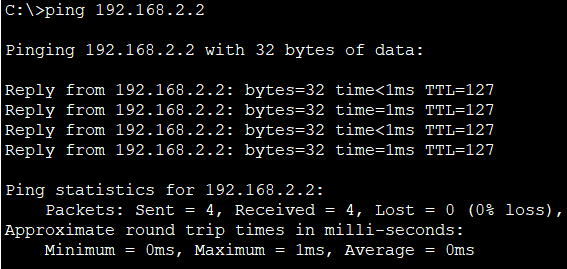 C:\>ping 192.168.2.2
Pinging 192.168.2.2 with 32 bytes of data:
Reply from 192.168.2.2: bytes=32 time<1ms TTL=127
Reply from 192.168.2.2: bytes=32 time=1ms TTL=127
Reply from 192.168.2.2: bytes=32 time<1ms TTL=127
Reply from 192.168.2.2: bytes=32 time=1ms TTL=127
Ping statistics for 192.168.2.2:
    Packets: Sent = 4, Received = 4, Lost = 0 (0% loss),
Approximate round trip times in milli-seconds:
    Minimum = 0ms, Maximum = 1ms, Average = 0ms